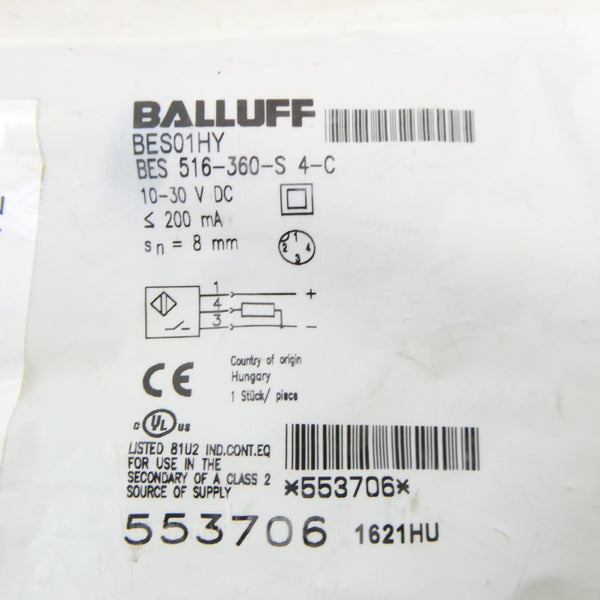 BALLUFF
BES01HY
BES 516-360-S 4-C
10-30 V DC
≤ 200 mA
sn = 8 mm
1
2 4
3
1 +
4
3 –
Country of origin
Hungary
1 Stück/ piece
CE
C UL US
LISTED 81U2 IND.CONT.EQ
FOR USE IN THE
SECONDARY OF A CLASS 2
SOURCE OF SUPPLY
*553706*
553706 1621HU